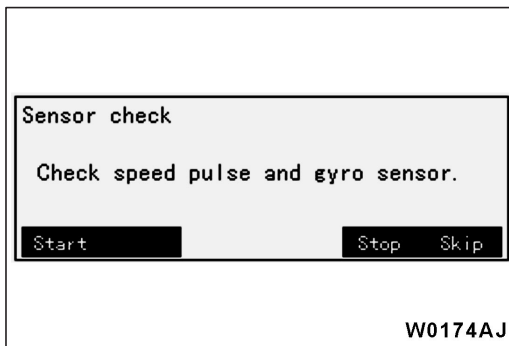 Sensor check
Check speed pulse and gyro sensor.
Start Stop Skip
W0174AJ